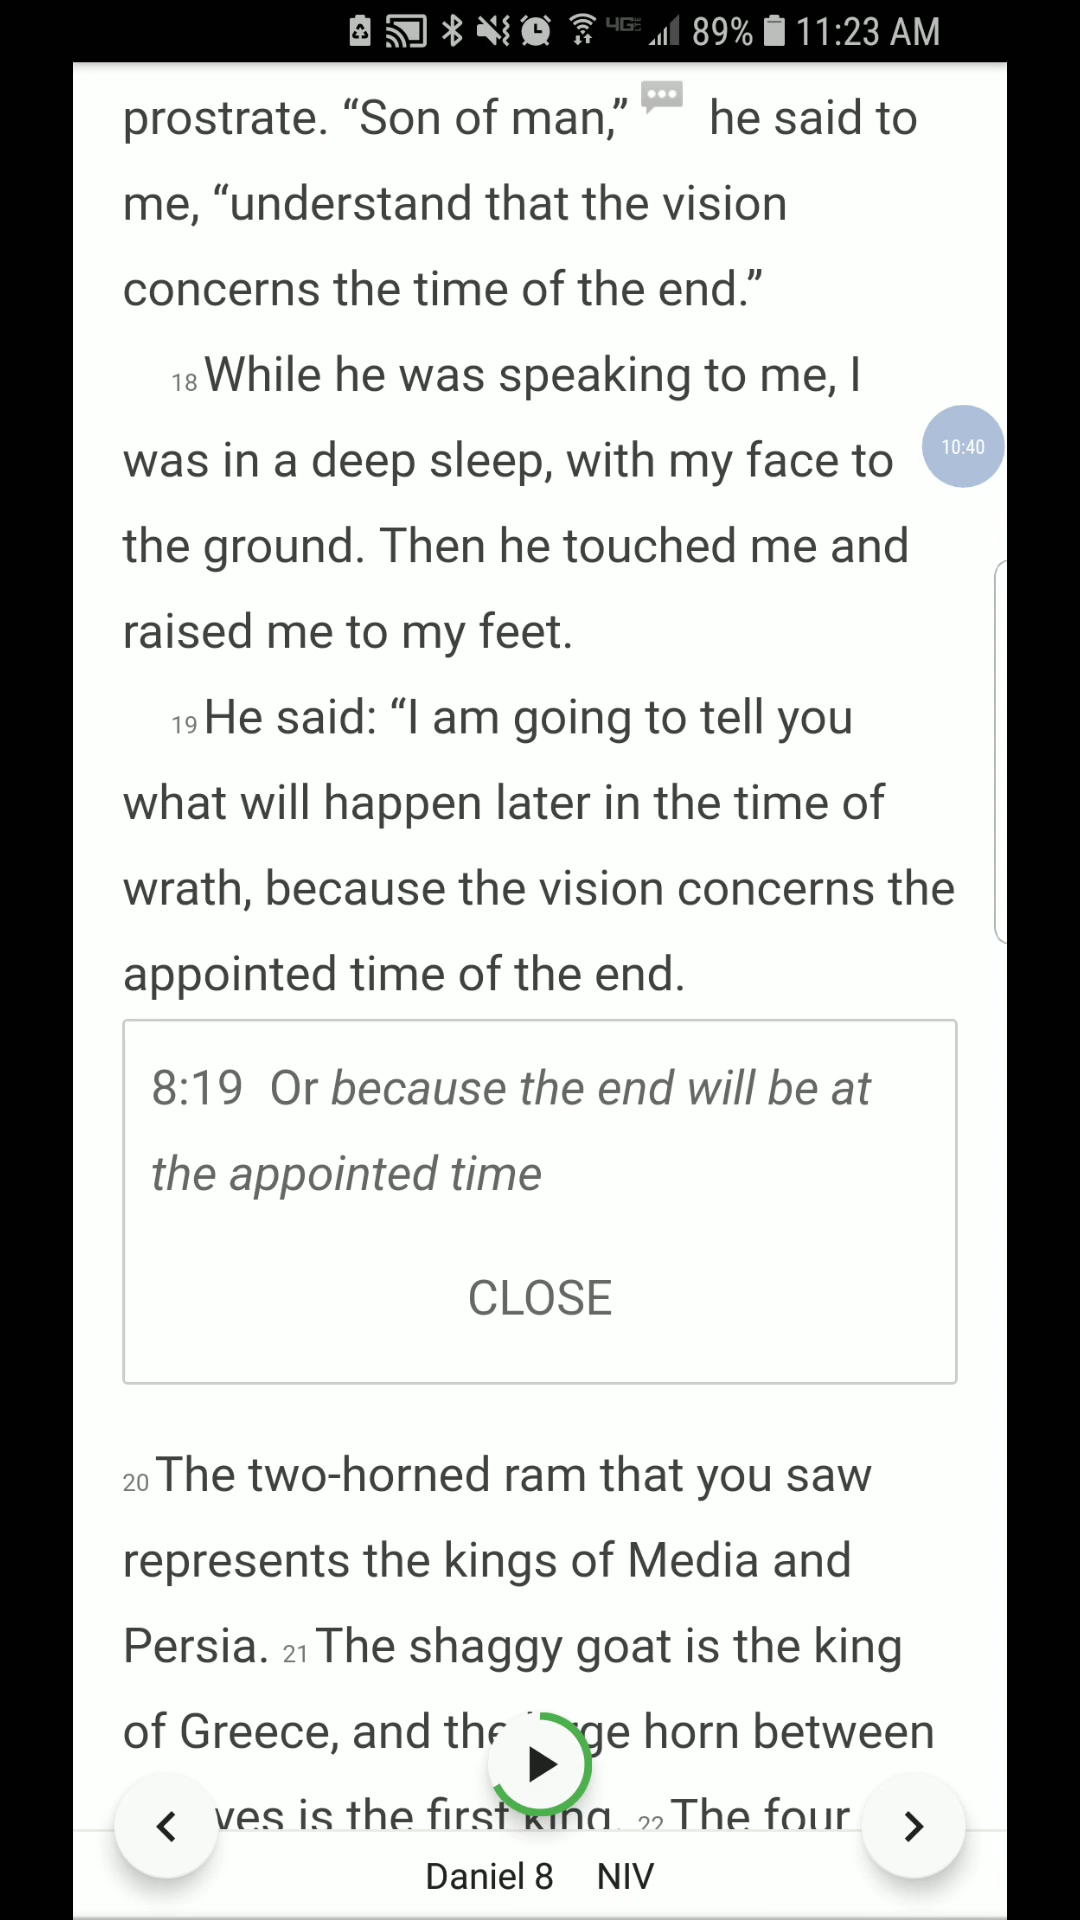 4G LTE 89% 11:23 AM
prostrate. “Son of man,” he said to
me, “understand that the vision
concerns the time of the end.”
18 While he was speaking to me, I
10:40
was in a deep sleep, with my face to
the ground. Then he touched me and
raised me to my feet.
19 He said: “I am going to tell you
what will happen later in the time of
wrath, because the vision concerns the
appointed time of the end.
8:19 Or because the end will be at
the appointed time
CLOSE
20 The two-horned ram that you saw
represents the kings of Media and
Persia. 21 The shaggy goat is the king
of Greece, and the horn between
is the first king. 22 The four
Daniel 8 NIV